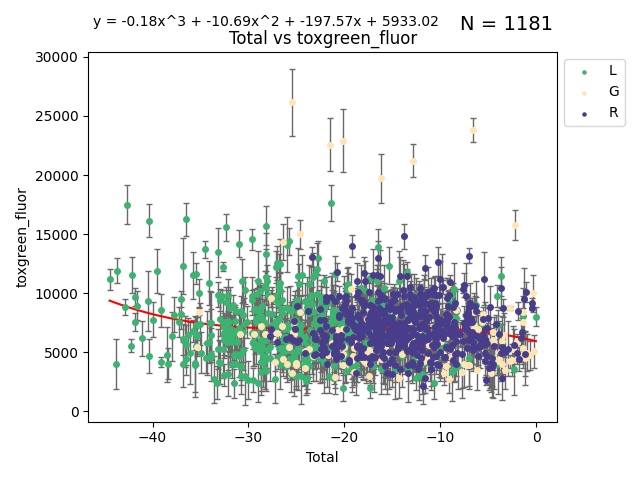 y = -0.18x^3 + -10.69x^2 + -197.57x + 5933.02
N = 1181
Total vs toxgreen_fluor
30000
25000
20000
15000
10000
5000
0
toxgreen_fluor
−40
−30
−20
−10
0
Total
L
G
R